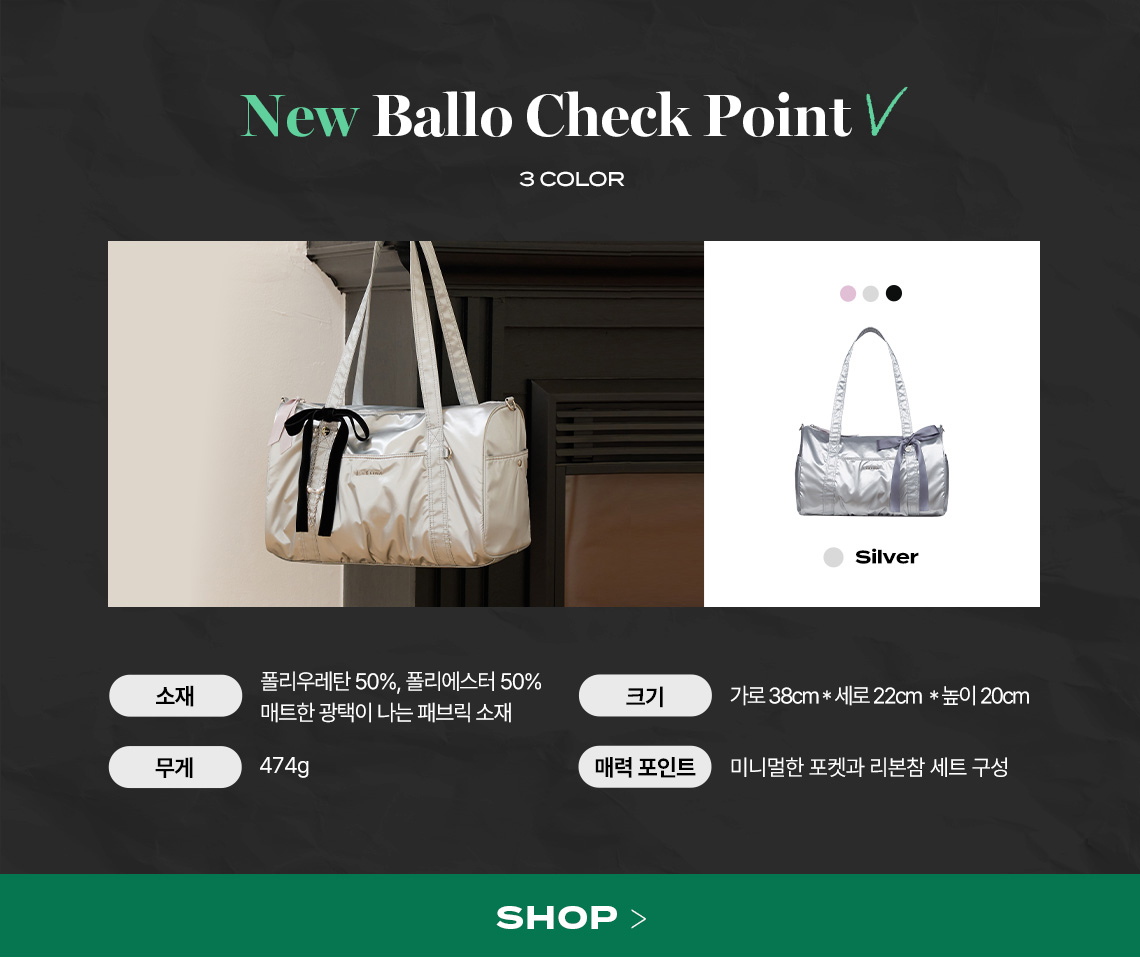 New Ballo Check Point
3 COLOR
Silver
소재
폴리우레탄 50%, 폴리에스터 50%
매트한 광택이 나는 패브릭 소재
크기
가로 38cm * 세로 22cm * 높이 20cm
무게
474g
매력 포인트
미니멀한 포켓과 리본참 세트 구성
SHOP >